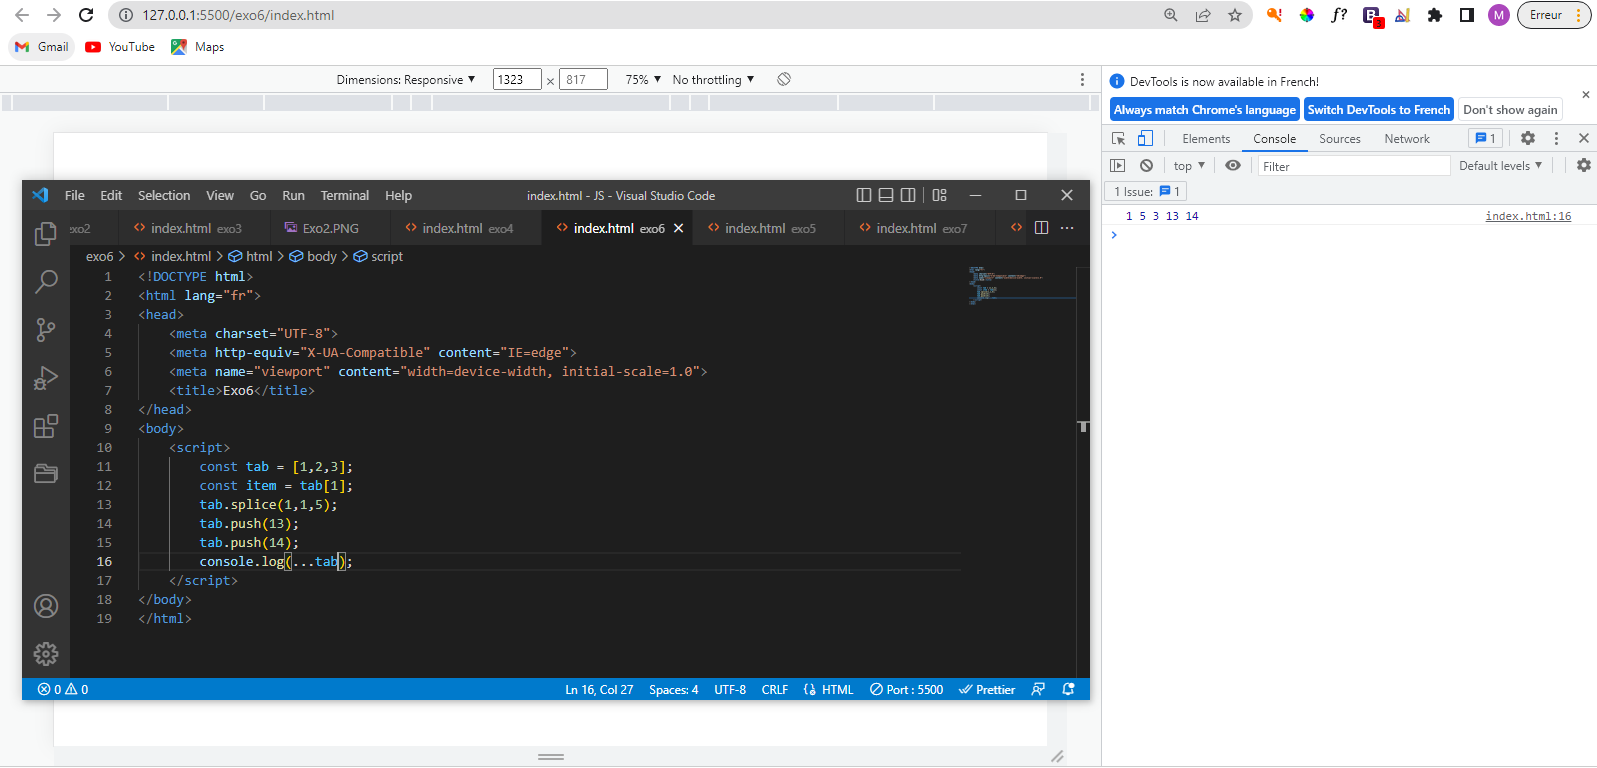 127.0.0.1:5500/exo6/index.html
f?
3
M
Erreur
Gmail YouTube Maps
Dimensions: Responsive ▼ 1323 × 817 75% ▼ No throttling ▼
DevTools is now available in French!
Always match Chrome's language Switch DevTools to French Don't show again
Elements Console Sources Network 1
top ▼ Filter Default levels ▼
1 Issue: 1
1 5 3 13 14 index.html:16
File Edit Selection View Go Run Terminal Help index.html - JS - Visual Studio Code
exo2 index.html exo3 Exo2.PNG index.html exo4 index.html exo6 index.html exo5 index.html exo7
exo6 > index.html > html > body > script
1 <!DOCTYPE html>
2 <html lang="fr">
3 <head>
4 <meta charset="UTF-8">
5 <meta http-equiv="X-UA-Compatible" content="IE=edge">
6 <meta name="viewport" content="width=device-width, initial-scale=1.0">
7 <title>Exo6</title>
8 </head>
9 <body>
10 <script>
11 const tab = [1,2,3];
12 const item = tab[1];
13 tab.splice(1,1,5);
14 tab.push(13);
15 tab.push(14);
16 console.log(...tab);
17 </script>
18 </body>
19 </html>
0 0 Ln 16, Col 27 Spaces: 4 UTF-8 CRLF HTML Port : 5500 Prettier